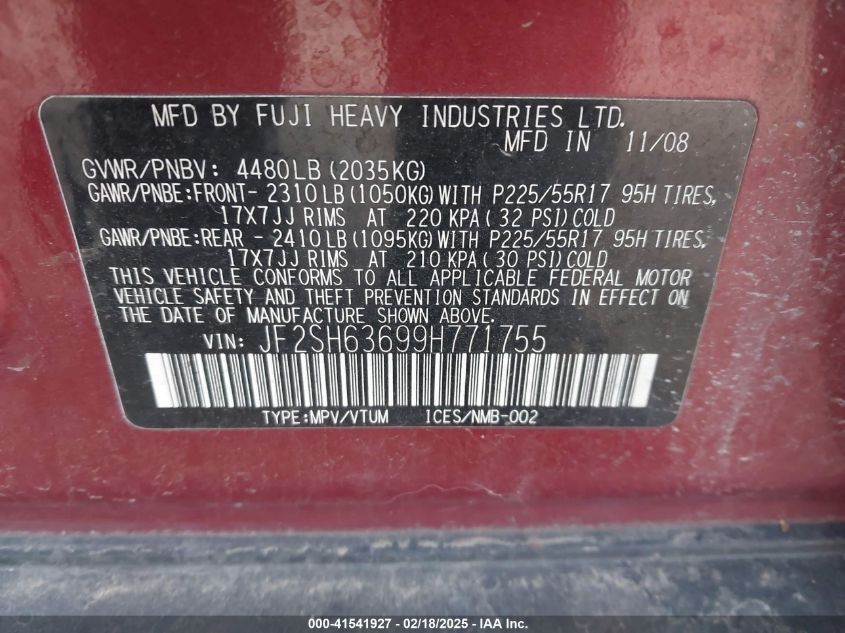 MFD BY FUJI HEAVY INDUSTRIES LTD.
MFD IN 11/08
GVWR/PNBV: 4480LB (2035KG)
GAWR/PNBE:FRONT- 2310LB (1050KG) WITH P225/55R17 95H TIRES,
17X7JJ RIMS AT 220 KPA ( 32 PSI) COLD
GAWR/PNBE:REAR - 2410LB (1095KG) WITH P225/55R17 95H TIRES,
17X7JJ RIMS AT 210 KPA ( 30 PSI) COLD
THIS VEHICLE CONFORMS TO ALL APPLICABLE FEDERAL MOTOR
VEHICLE SAFETY AND THEFT PREVENTION STANDARDS IN EFFECT ON
THE DATE OF MANUFACTURE SHOWN ABOVE.
VIN: JF2SH63699H771755
TYPE:MPV/VTUM ICES/NMB-002
000-41541927 - 02/18/2025 - IAA Inc.